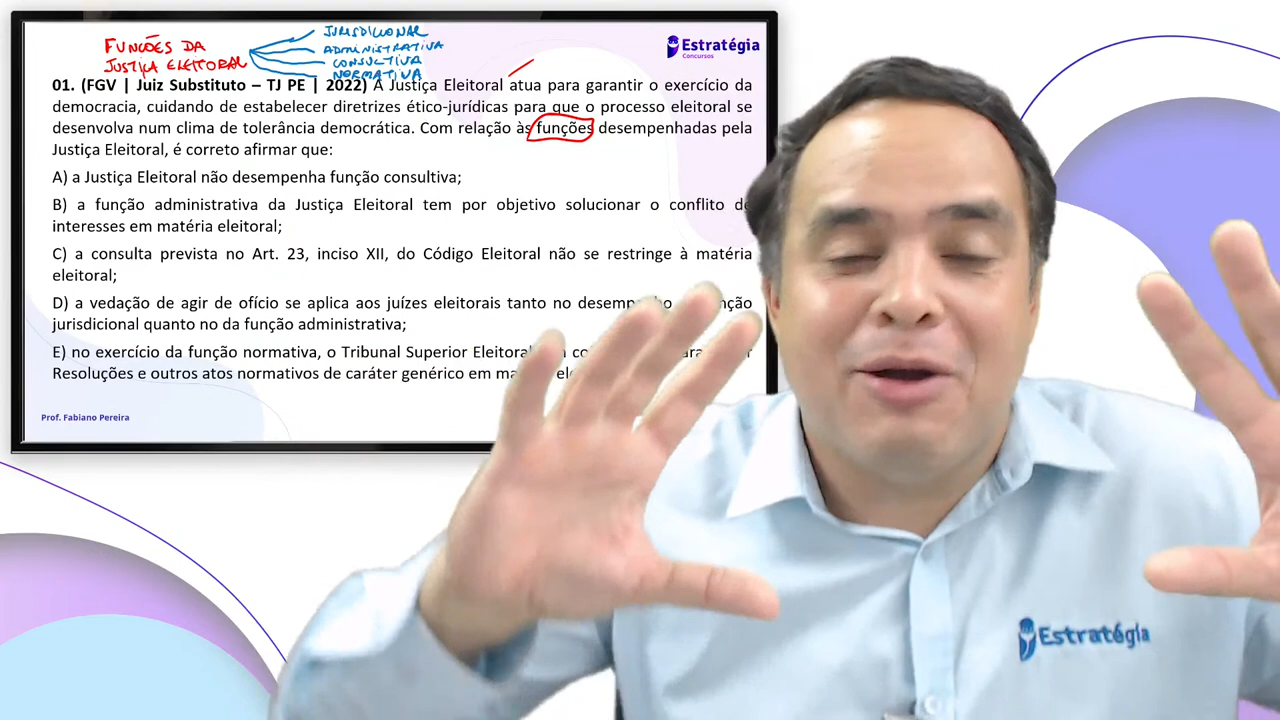 FUNCÕES DA
JUSTIÇA ELEITORAL
JURISDICIONAL
ADMINISTRATIVA
CONSULTIVA
NORMATIVA
Estratégia
Concursos
01. (FGV | Juiz Substituto – TJ PE | 2022) A Justiça Eleitoral atua para garantir o exercício da
democracia, cuidando de estabelecer diretrizes ético-jurídicas para que o processo eleitoral se
desenvolva num clima de tolerância democrática. Com relação às funções desempenhadas pela
Justiça Eleitoral, é correto afirmar que:
A) a Justiça Eleitoral não desempenha função consultiva;
B) a função administrativa da Justiça Eleitoral tem por objetivo solucionar o conflito de
interesses em matéria eleitoral;
C) a consulta prevista no Art. 23, inciso XII, do Código Eleitoral não se restringe à matéria
eleitoral;
D) a vedação de agir de ofício se aplica aos juízes eleitorais tanto no
jurisdicional quanto no da função administrativa;
E) no exercício da função normativa, o Tribunal Superior Eleitoral
Resoluções e outros atos normativos de caráter genérico em
Prof. Fabiano Pereira
Estratégia